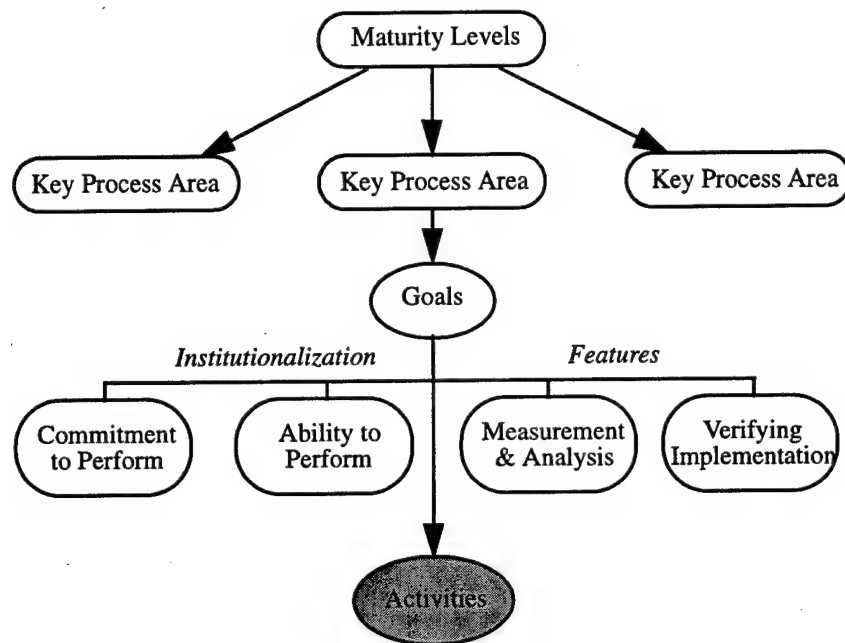 Maturity Levels
Key Process Area
Key Process Area
Key Process Area
Goals
Institutionalization
Features
Commitment
to Perform
Ability to
Perform
Measurement
& Analysis
Verifying
Implementation
Activities